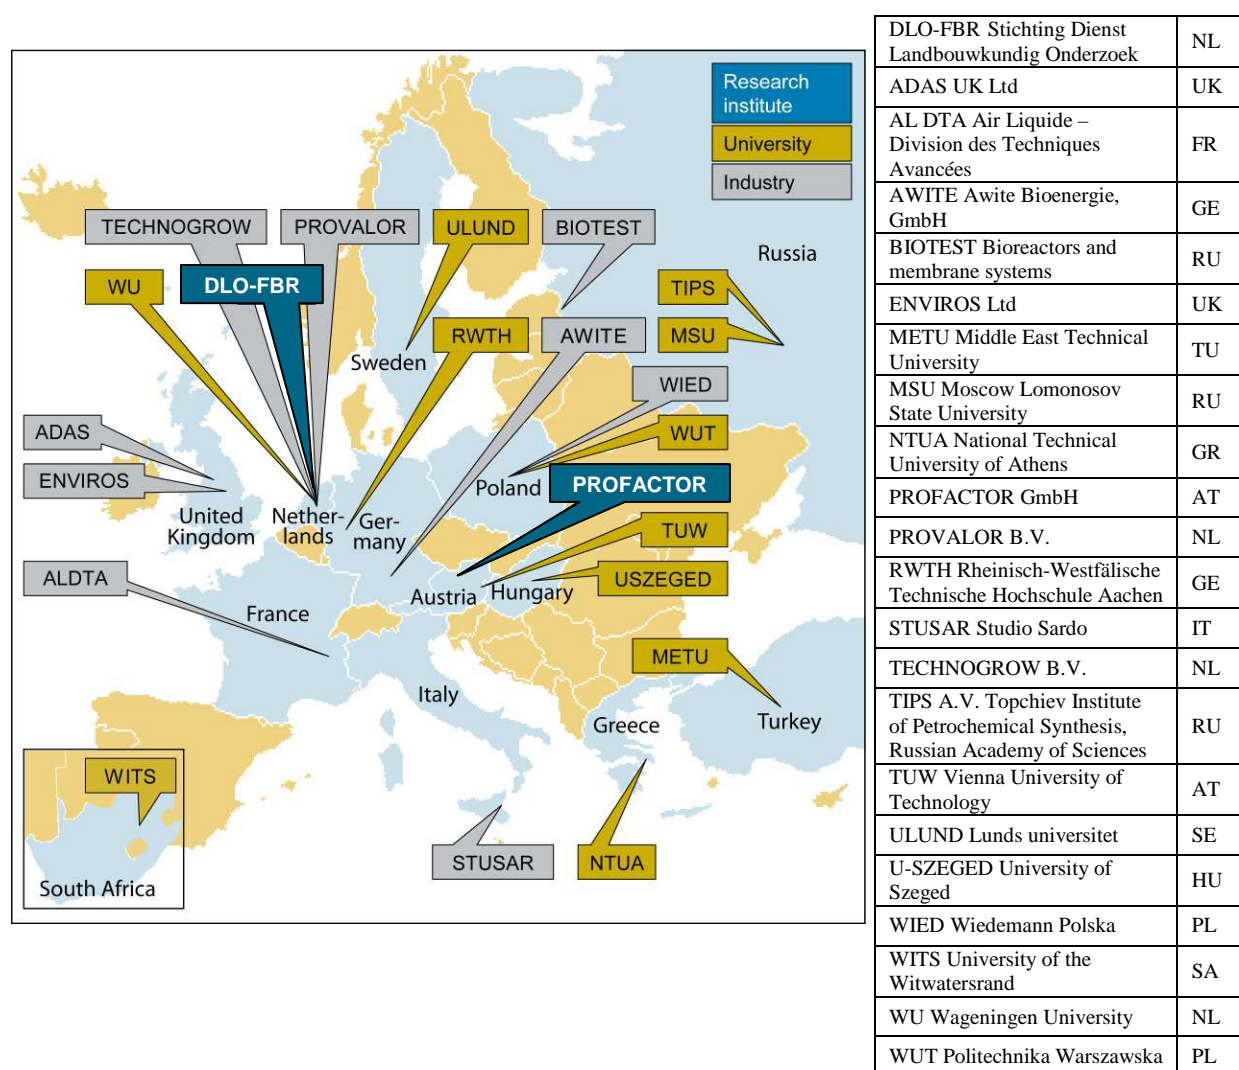 Research
institute
University
Industry
TECHNOGROW
PROVALOR
ULUND
BIOTEST
Russia
WU
DLO-FBR
TIPS
RWTH
AWITE
MSU
Sweden
WIED
ADAS
WUT
ENVIROS
Poland
PROFACTOR
United
Kingdom
Nether-
lands
Ger-
many
TUW
ALDTA
USZEGED
Austria
Hungary
France
METU
Italy
Greece
Turkey
WITS
STUSAR
NTUA
South Africa
DLO-FBR Stichting Dienst
Landbouwkundig Onderzoek NL
ADAS UK Ltd UK
AL DTA Air Liquide –
Division des Techniques FR
Avancées
AWITE Awite Bioenergie,
GmbH GE
BIOTEST Bioreactors and
membrane systems RU
ENVIROS Ltd UK
METU Middle East Technical
University TU
MSU Moscow Lomonosov
State University RU
NTUA National Technical
University of Athens GR
PROFACTOR GmbH AT
PROVALOR B.V. NL
RWTH Rheinisch-Westfälische
Technische Hochschule Aachen GE
STUSAR Studio Sardo IT
TECHNOGROW B.V. NL
TIPS A.V. Topchiev Institute
of Petrochemical Synthesis, RU
Russian Academy of Sciences
TUW Vienna University of
Technology AT
ULUND Lunds universitet SE
U-SZEGED University of
Szeged HU
WIED Wiedemann Polska PL
WITS University of the
Witwatersrand SA
WU Wageningen University NL
WUT Politechnika Warszawska PL